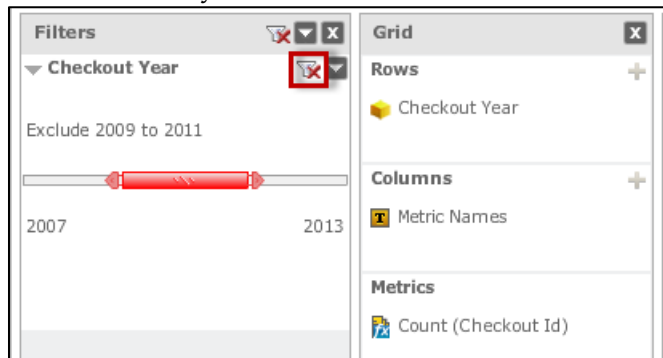 Filters
Checkout Year
Exclude 2009 to 2011
2007 2013
Grid
Rows
Checkout Year
Columns
T Metric Names
Metrics
fx Count (Checkout Id)